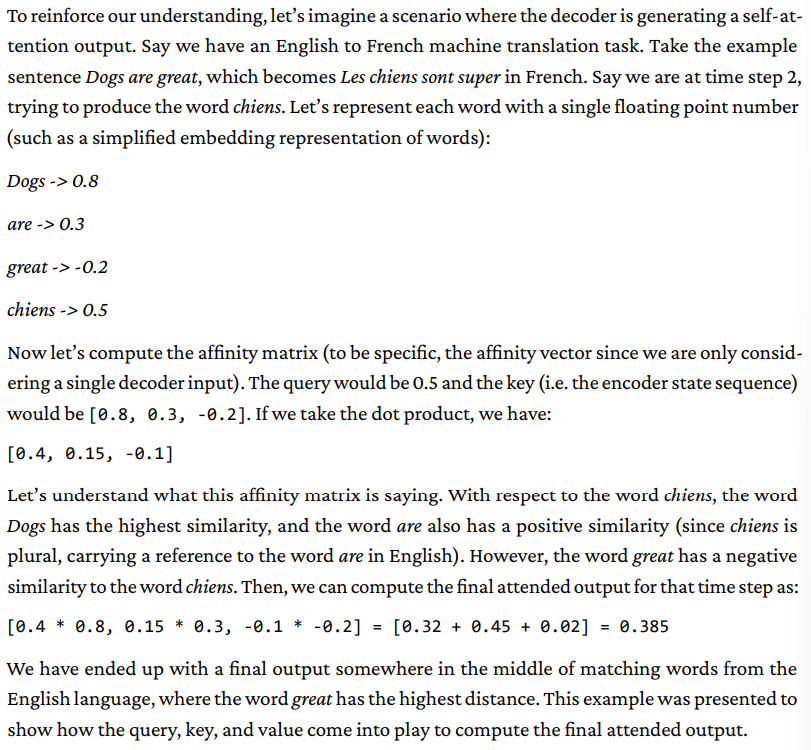 To reinforce our understanding, let's imagine a scenario where the decoder is generating a self-at-
tention output. Say we have an English to French machine translation task. Take the example
sentence Dogs are great, which becomes Les chiens sont super in French. Say we are at time step 2,
trying to produce the word chiens. Let's represent each word with a single floating point number
(such as a simplified embedding representation of words):
Dogs -> 0.8
are -> 0.3
great -> -0.2
chiens -> 0.5
Now let's compute the affinity matrix (to be specific, the affinity vector since we are only consid-
ering a single decoder input). The query would be 0.5 and the key (i.e. the encoder state sequence)
would be [0.8, 0.3, -0.2]. If we take the dot product, we have:
[0.4, 0.15, -0.1]
Let's understand what this affinity matrix is saying. With respect to the word chiens, the word
Dogs has the highest similarity, and the word are also has a positive similarity (since chiens is
plural, carrying a reference to the word are in English). However, the word great has a negative
similarity to the word chiens. Then, we can compute the final attended output for that time step as:
[0.4 * 0.8, 0.15 * 0.3, -0.1 * -0.2] = [0.32 + 0.45 + 0.02] = 0.385
We have ended up with a final output somewhere in the middle of matching words from the
English language, where the word great has the highest distance. This example was presented to
show how the query, key, and value come into play to compute the final attended output.